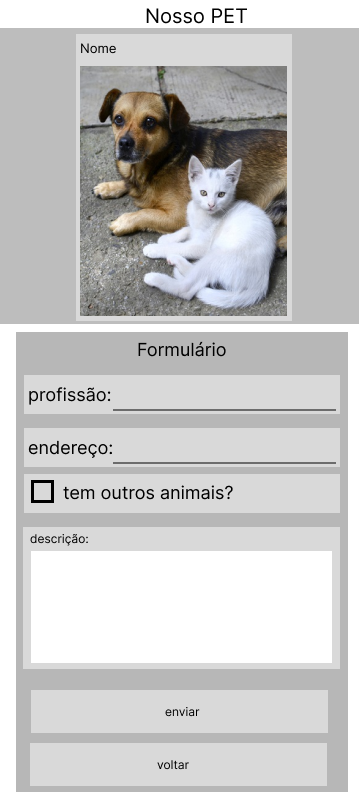 Nosso PET
Nome
Formulário
profissão:
endereço:
tem outros animais?
descrição:
enviar
voltar